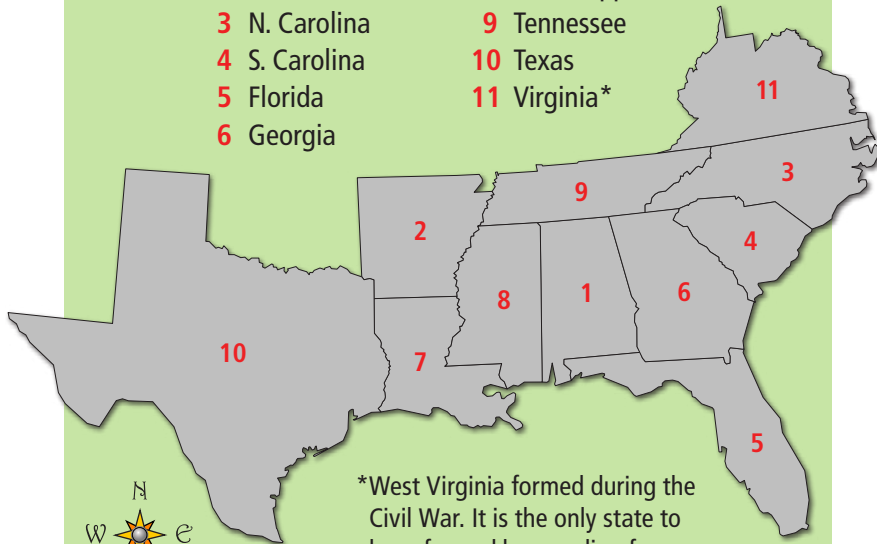 3 N. Carolina
4 S. Carolina
5 Florida
6 Georgia
9 Tennessee
10 Texas
11 Virginia*
11
3
9
2
4
8
1
6
10
7
5
*West Virginia formed during the
Civil War. It is the only state to
N
W
E